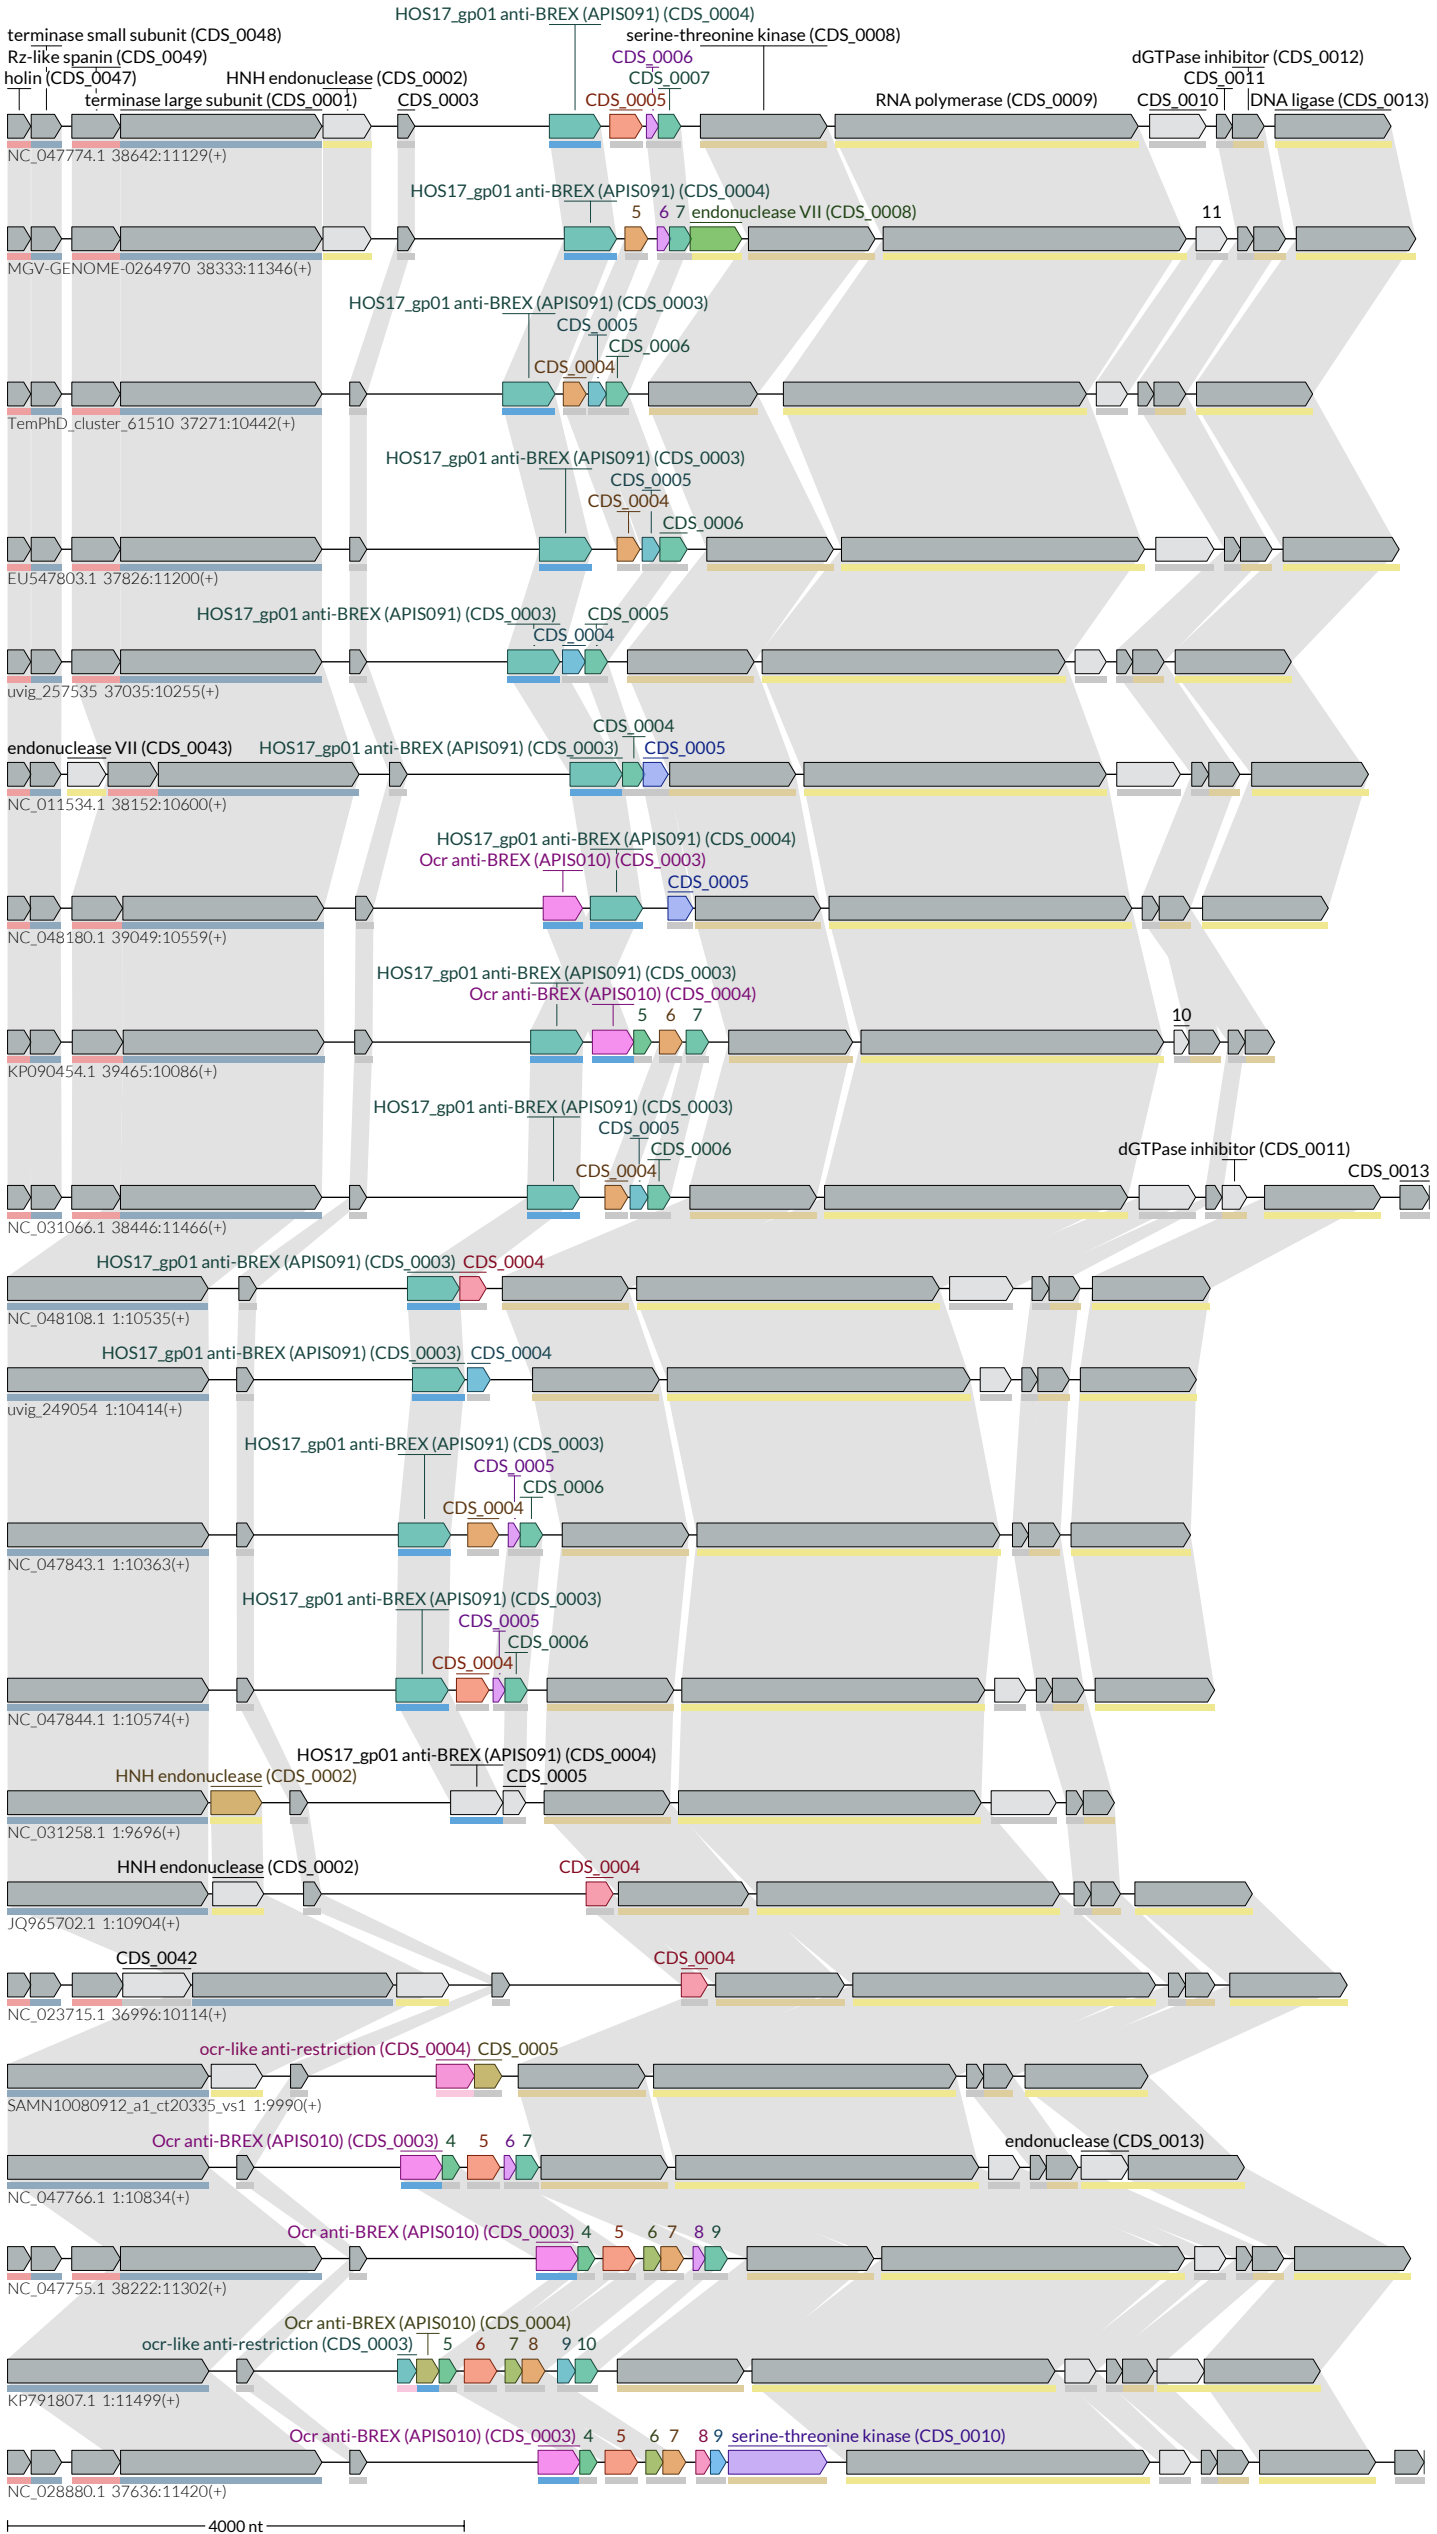 HOS17_gp01 anti-BREX (APIS091) (CDS_0004)
terminase small subunit (CDS_0048)
serine-threonine kinase (CDS_0008)
Rz-like spanin (CDS_0049)
CDS_0006
dGTPase inhibitor (CDS_0012)
holin (CDS_0047)
HNH endonuclease (CDS_0002)
CDS_0007
CDS_0011
terminase large subunit (CDS_0001)
CDS_0003
CDS_0005
RNA polymerase (CDS_0009)
CDS_0010
DNA ligase (CDS_0013)
NC_047774.1 38642:11129(+)
HOS17_gp01 anti-BREX (APIS091) (CDS_0004)
5 6 7 endonuclease VII (CDS_0008) 11
MGV-GENOME-0264970 38333:11346(+)
HOS17_gp01 anti-BREX (APIS091) (CDS_0003)
CDS_0005
CDS_0006
CDS_0004
TemPhD_cluster_61510 37271:10442(+)
HOS17_gp01 anti-BREX (APIS091) (CDS_0003)
CDS_0005
CDS_0004
CDS_0006
EU547803.1 37826:11200(+)
HOS17_gp01 anti-BREX (APIS091) (CDS_0003) CDS_0005
CDS_0004
uvig_257535 37035:10255(+)
CDS_0004
endonuclease VII (CDS_0043) HOS17_gp01 anti-BREX (APIS091) (CDS_0003) CDS_0005
NC_011534.1 38152:10600(+)
HOS17_gp01 anti-BREX (APIS091) (CDS_0004)
Ocr anti-BREX (APIS010) (CDS_0003)
CDS_0005
NC_048180.1 39049:10559(+)
HOS17_gp01 anti-BREX (APIS091) (CDS_0003)
Ocr anti-BREX (APIS010) (CDS_0004)
5 6 7 10
KP090454.1 39465:10086(+)
HOS17_gp01 anti-BREX (APIS091) (CDS_0003)
CDS_0005
CDS_0006 dGTPase inhibitor (CDS_0011)
CDS_0004 CDS_0013
NC_031066.1 38446:11466(+)
HOS17_gp01 anti-BREX (APIS091) (CDS_0003) CDS_0004
NC_048108.1 1:10535(+)
HOS17_gp01 anti-BREX (APIS091) (CDS_0003) CDS_0004
uvig_249054 1:10414(+)
HOS17_gp01 anti-BREX (APIS091) (CDS_0003)
CDS_0005
CDS_0006
CDS_0004
NC_047843.1 1:10363(+)
HOS17_gp01 anti-BREX (APIS091) (CDS_0003)
CDS_0005
CDS_0006
CDS_0004
NC_047844.1 1:10574(+)
HOS17_gp01 anti-BREX (APIS091) (CDS_0004)
HNH endonuclease (CDS_0002) CDS_0005
NC_031258.1 1:9696(+)
HNH endonuclease (CDS_0002) CDS_0004
JQ965702.1 1:10904(+)
CDS_0042 CDS_0004
NC_023715.1 36996:10114(+)
ocr-like anti-restriction (CDS_0004) CDS_0005
SAMN10080912_a1_ct20335_vs1 1:9990(+)
Ocr anti-BREX (APIS010) (CDS_0003) 4 5 6 7 endonuclease (CDS_0013)
NC_047766.1 1:10834(+)
Ocr anti-BREX (APIS010) (CDS_0003) 4 5 6 7 8 9
NC_047755.1 38222:11302(+)
Ocr anti-BREX (APIS010) (CDS_0004)
ocr-like anti-restriction (CDS_0003) 5 6 7 8 9 10
KP791807.1 1:11499(+)
Ocr anti-BREX (APIS010) (CDS_0003) 4 5 6 7 8 9 serine-threonine kinase (CDS_0010)
NC_028880.1 37636:11420(+)
4000 nt